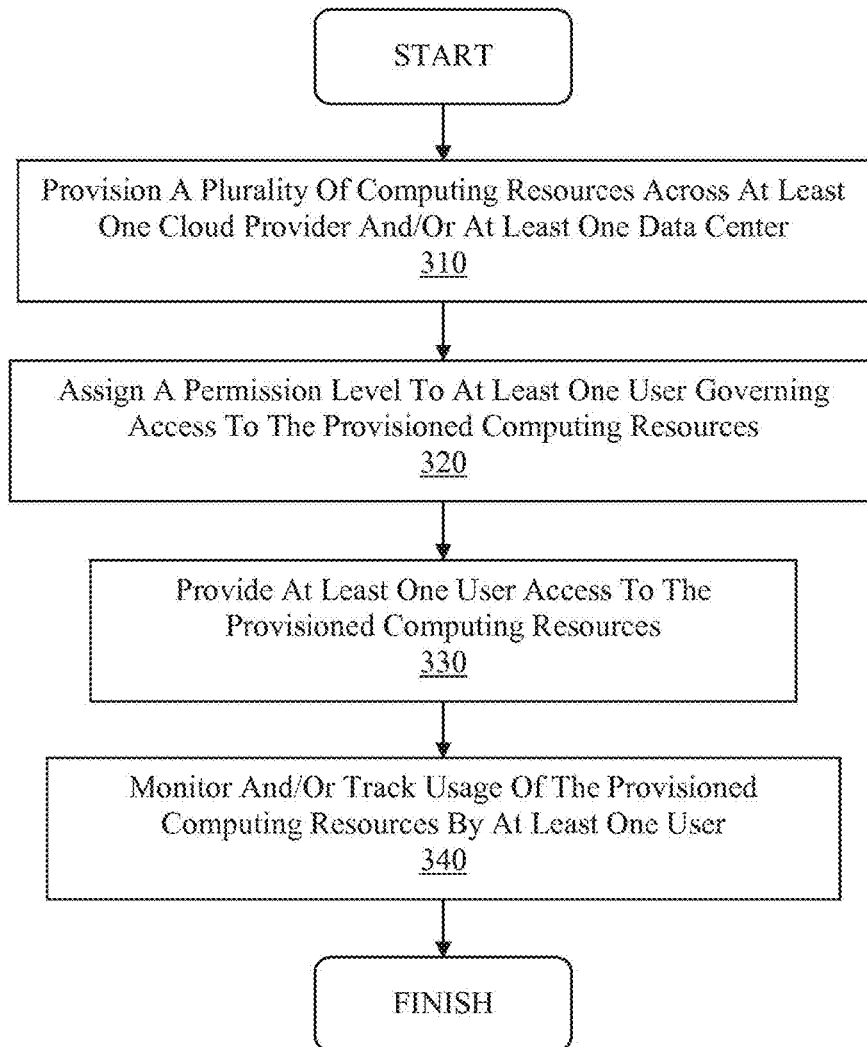 START
Provision A Plurality Of Computing Resources Across At Least
One Cloud Provider And/Or At Least One Data Center
310
Assign A Permission Level To At Least One User Governing
Access To The Provisioned Computing Resources
320
Provide At Least One User Access To The
Provisioned Computing Resources
330
Monitor And/Or Track Usage Of The Provisioned
Computing Resources By At Least One User
340
FINISH